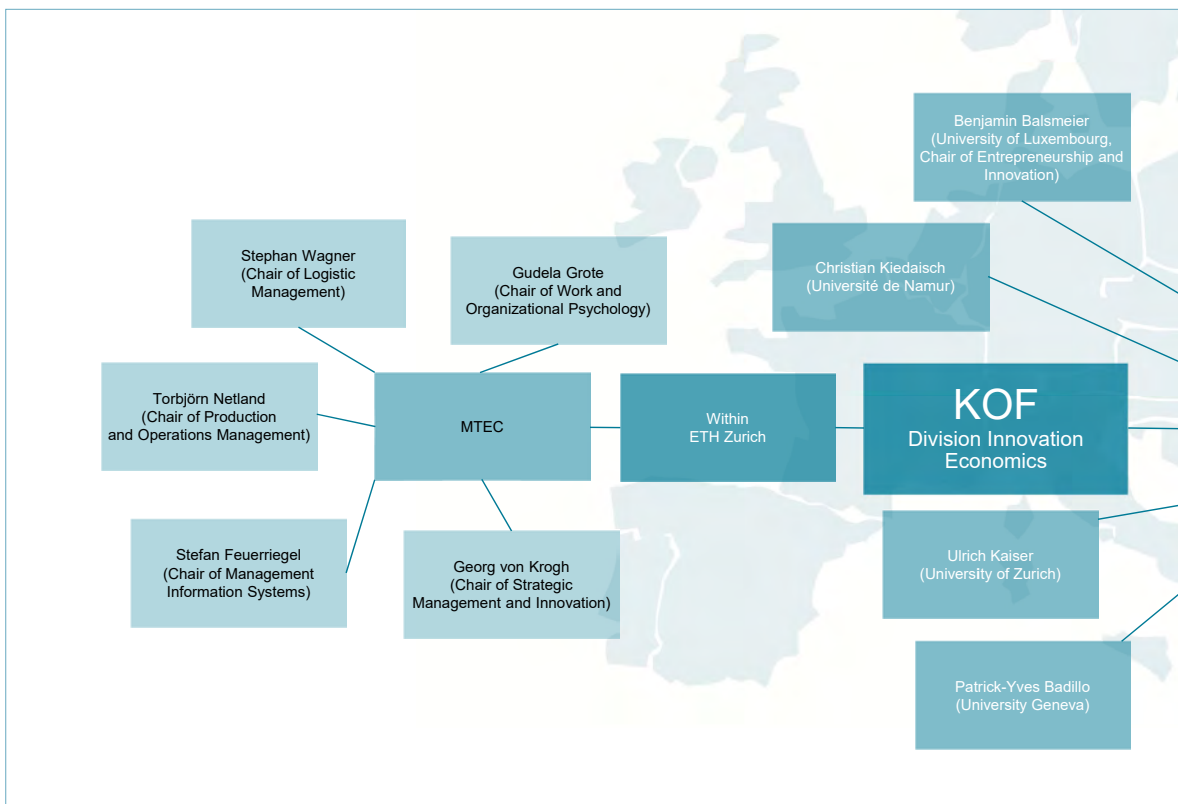 Benjamin Balsmeier
(University of Luxembourg,
Chair of Entrepreneurship and
Innovation)
Stephan Wagner
(Chair of Logistic
Management)
Gudela Grote
(Chair of Work and
Organizational Psychology)
Christian Kiedaisch
(Université de Namur)
Torbjörn Netland
(Chair of Production
and Operations Management)
MTEC
Within
ETH Zurich
KOF
Division Innovation
Economics
Stefan Feuerriegel
(Chair of Management
Information Systems)
Georg von Krogh
(Chair of Strategic
Management and Innovation)
Ulrich Kaiser
(University of Zurich)
Patrick-Yves Badillo
(University Geneva)